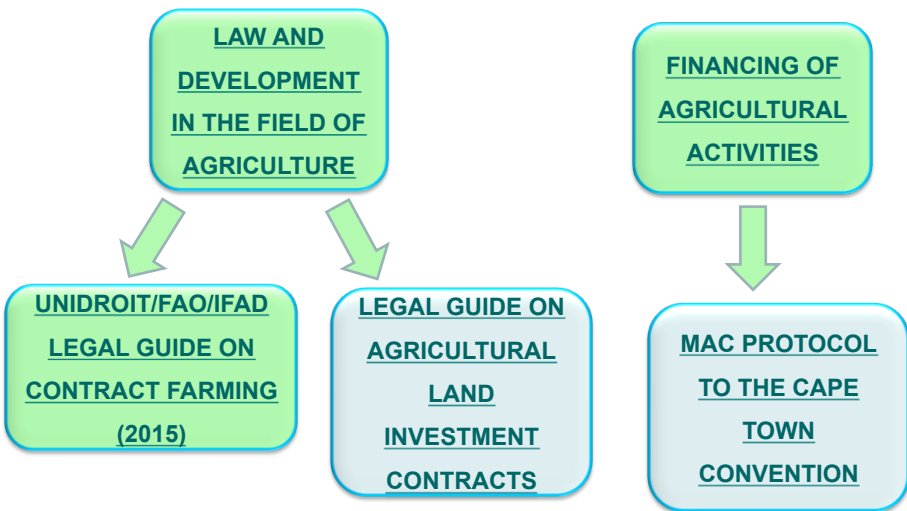 LAW AND
DEVELOPMENT
IN THE FIELD OF
AGRICULTURE
FINANCING OF
AGRICULTURAL
ACTIVITIES
UNIDROIT/FAO/IFAD
LEGAL GUIDE ON
CONTRACT FARMING
(2015)
LEGAL GUIDE ON
AGRICULTURAL
LAND
INVESTMENT
CONTRACTS
MAC PROTOCOL
TO THE CAPE
TOWN
CONVENTION